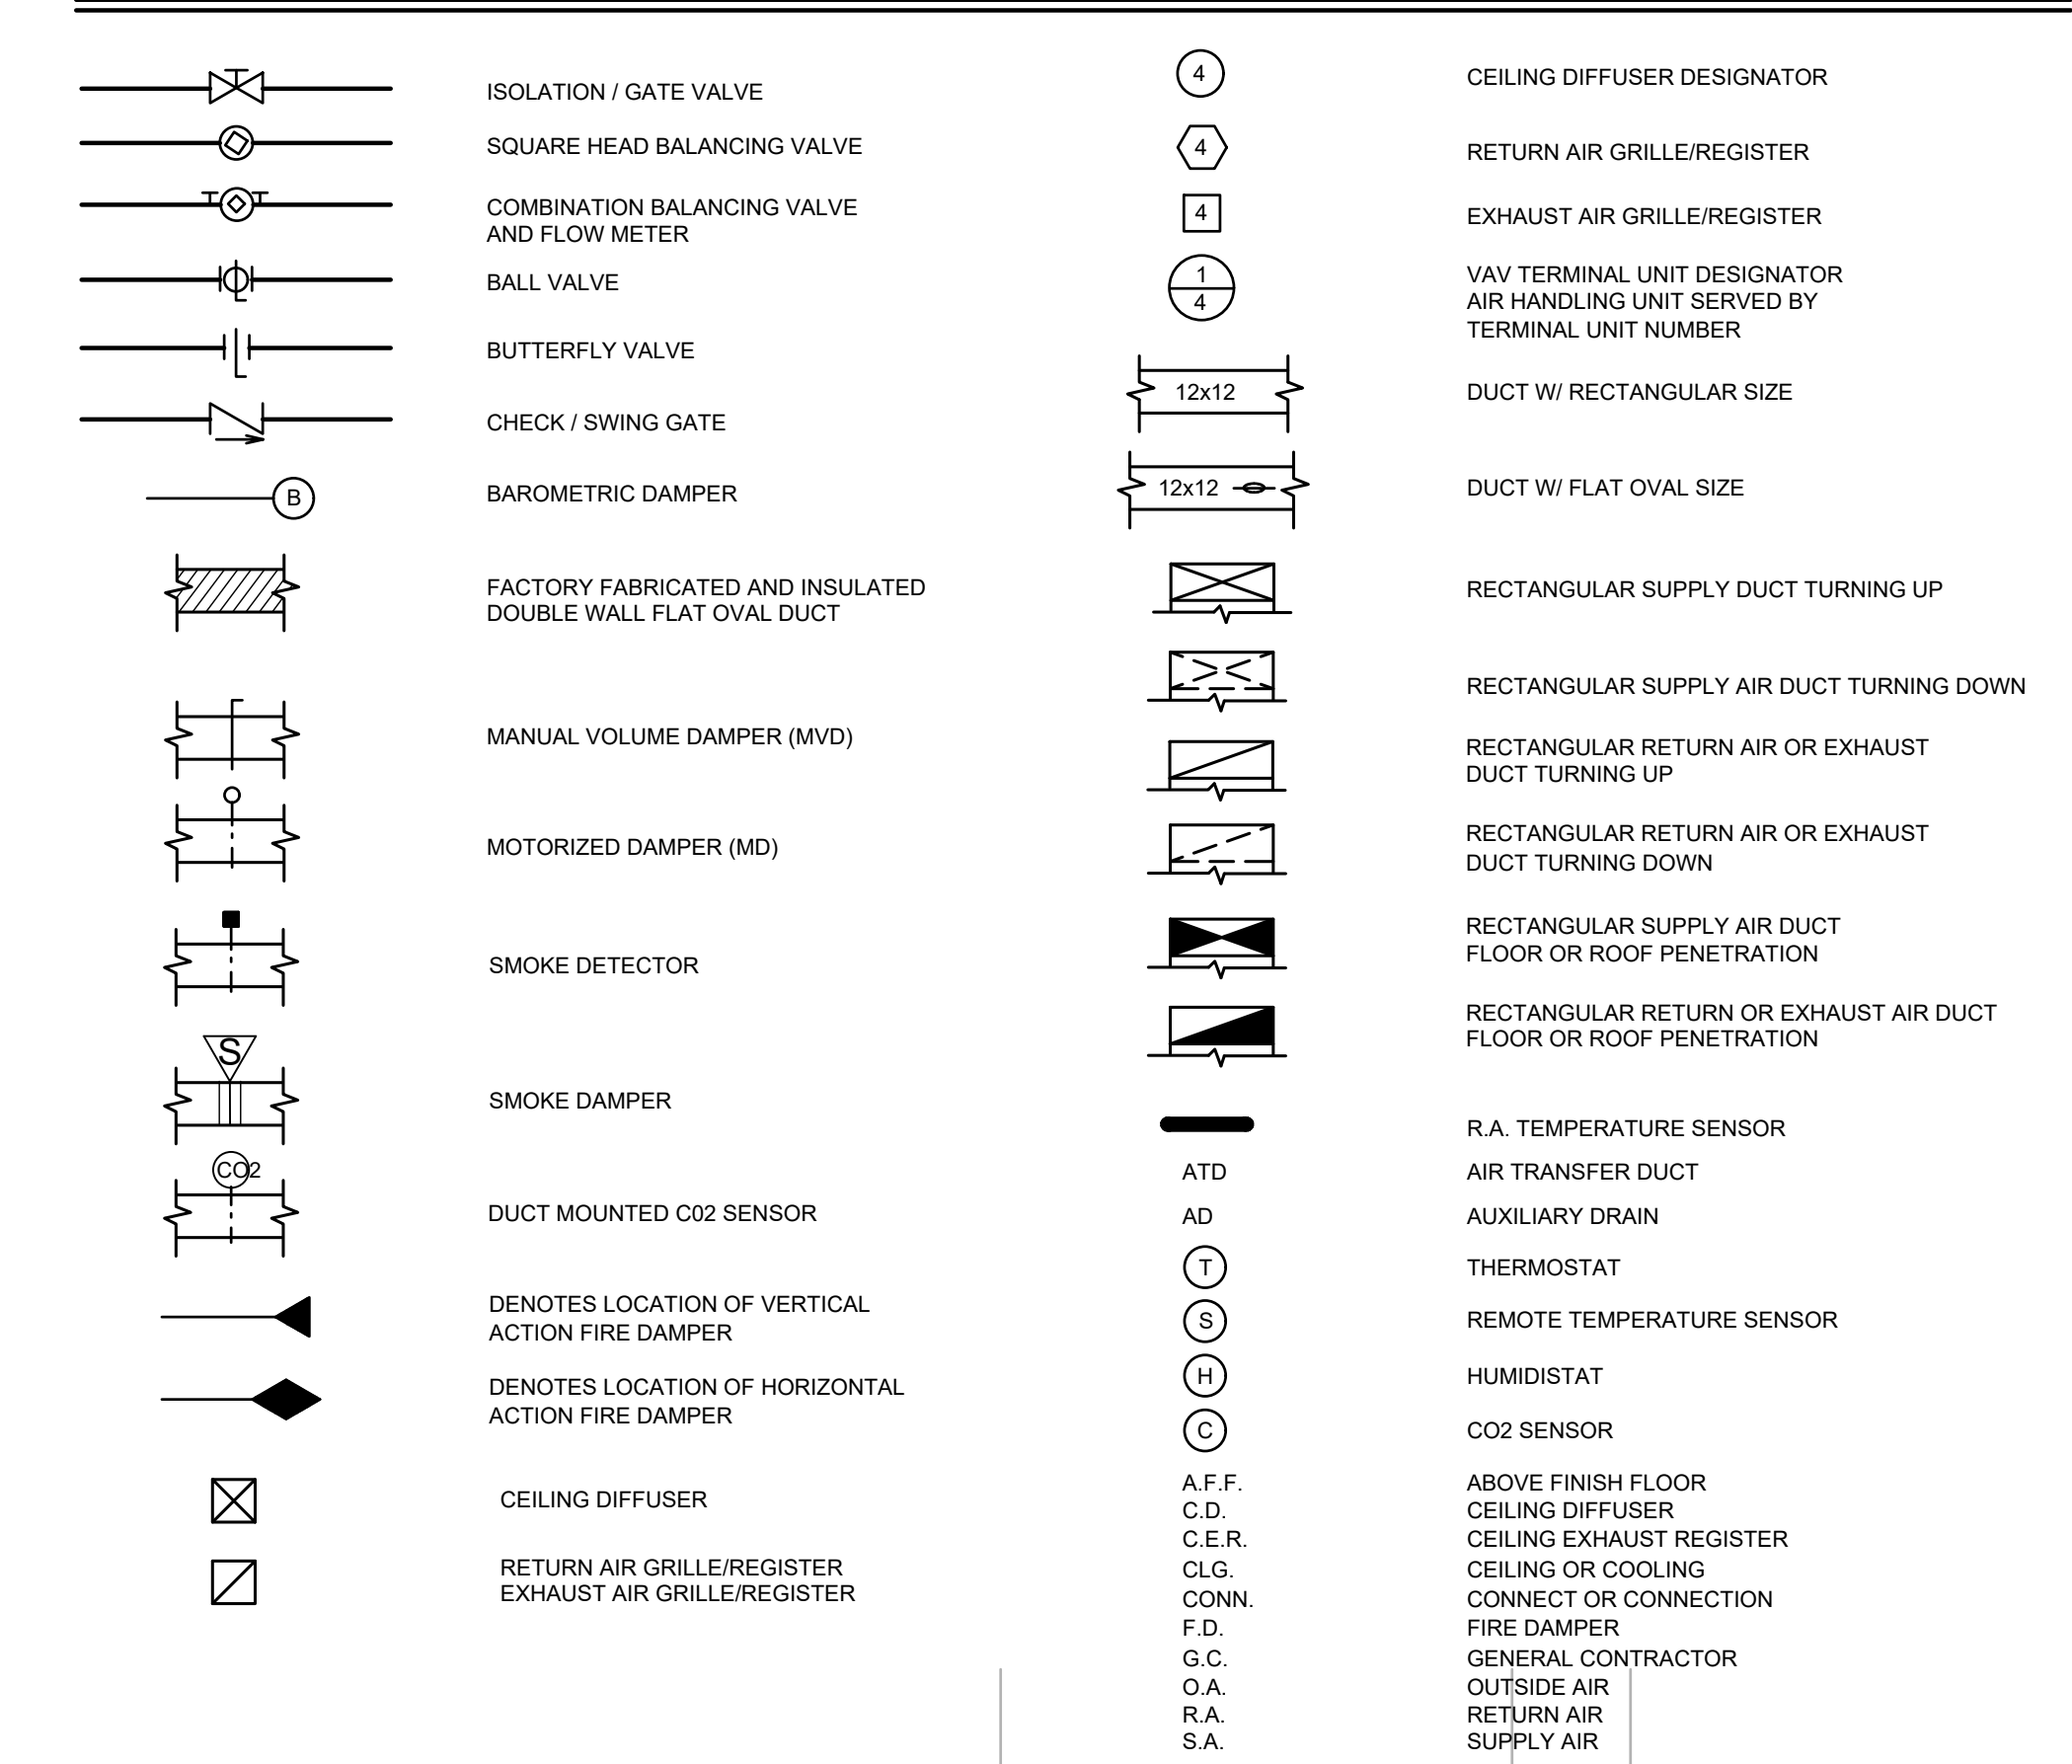 ISOLATION / GATE VALVE
SQUARE HEAD BALANCING VALVE
COMBINATION BALANCING VALVE
AND FLOW METER
BALL VALVE
BUTTERFLY VALVE
CHECK / SWING GATE
B BAROMETRIC DAMPER
FACTORY FABRICATED AND INSULATED
DOUBLE WALL FLAT OVAL DUCT
MANUAL VOLUME DAMPER (MVD)
MOTORIZED DAMPER (MD)
SMOKE DETECTOR
S
SMOKE DAMPER
CO2
DUCT MOUNTED C02 SENSOR
DENOTES LOCATION OF VERTICAL
ACTION FIRE DAMPER
DENOTES LOCATION OF HORIZONTAL
ACTION FIRE DAMPER
CEILING DIFFUSER
RETURN AIR GRILLE/REGISTER
EXHAUST AIR GRILLE/REGISTER
4 CEILING DIFFUSER DESIGNATOR
4 RETURN AIR GRILLE/REGISTER
4 EXHAUST AIR GRILLE/REGISTER
1 VAV TERMINAL UNIT DESIGNATOR
4 AIR HANDLING UNIT SERVED BY
TERMINAL UNIT NUMBER
12x12 DUCT W/ RECTANGULAR SIZE
12x12 DUCT W/ FLAT OVAL SIZE
RECTANGULAR SUPPLY DUCT TURNING UP
RECTANGULAR SUPPLY AIR DUCT TURNING DOWN
RECTANGULAR RETURN AIR OR EXHAUST
DUCT TURNING UP
RECTANGULAR RETURN AIR OR EXHAUST
DUCT TURNING DOWN
RECTANGULAR SUPPLY AIR DUCT
FLOOR OR ROOF PENETRATION
RECTANGULAR RETURN OR EXHAUST AIR DUCT
FLOOR OR ROOF PENETRATION
R.A. TEMPERATURE SENSOR
ATD AIR TRANSFER DUCT
AD AUXILIARY DRAIN
T THERMOSTAT
S REMOTE TEMPERATURE SENSOR
H HUMIDISTAT
C CO2 SENSOR
A.F.F. ABOVE FINISH FLOOR
C.D. CEILING DIFFUSER
C.E.R. CEILING EXHAUST REGISTER
CLG. CEILING OR COOLING
CONN. CONNECT OR CONNECTION
F.D. FIRE DAMPER
G.C. GENERAL CONTRACTOR
O.A. OUTSIDE AIR
R.A. RETURN AIR
S.A. SUPPLY AIR